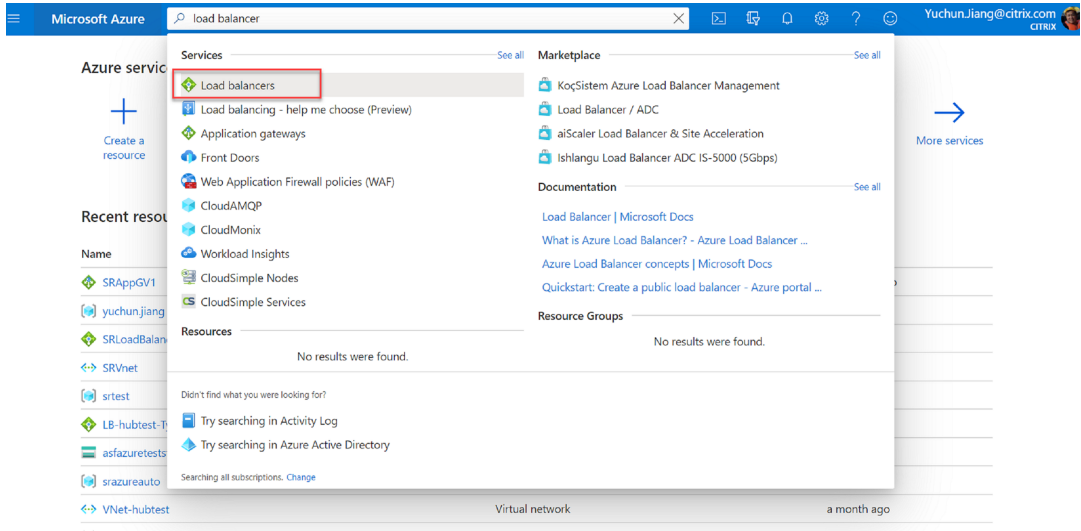 Microsoft Azure
load balancer
Yuchun.Jiang@citrix.com
CITRIX
Azure servic
Create a
resource
More services
Recent resou
Name
SRAppGV1
yuchun.jiang
SRLoadBalan
SRVnet
srtest
LB-hubtest-T
asfazuretests
srazureauto
VNet-hubtest Virtual network a month ago
Services See all
Load balancers
Load balancing - help me choose (Preview)
Application gateways
Front Doors
Web Application Firewall policies (WAF)
CloudAMQP
CloudMonix
Workload Insights
CloudSimple Nodes
CS CloudSimple Services
Resources
No results were found.
Marketplace See all
KoçSistem Azure Load Balancer Management
Load Balancer / ADC
aiScaler Load Balancer & Site Acceleration
Ishlangu Load Balancer ADC IS-5000 (5Gbps)
Documentation See all
Load Balancer | Microsoft Docs
What is Azure Load Balancer? - Azure Load Balancer ...
Azure Load Balancer concepts | Microsoft Docs
Quickstart: Create a public load balancer - Azure portal ...
Resource Groups
No results were found.
Didn't find what you were looking for?
Try searching in Activity Log
Try searching in Azure Active Directory
Searching all subscriptions. Change